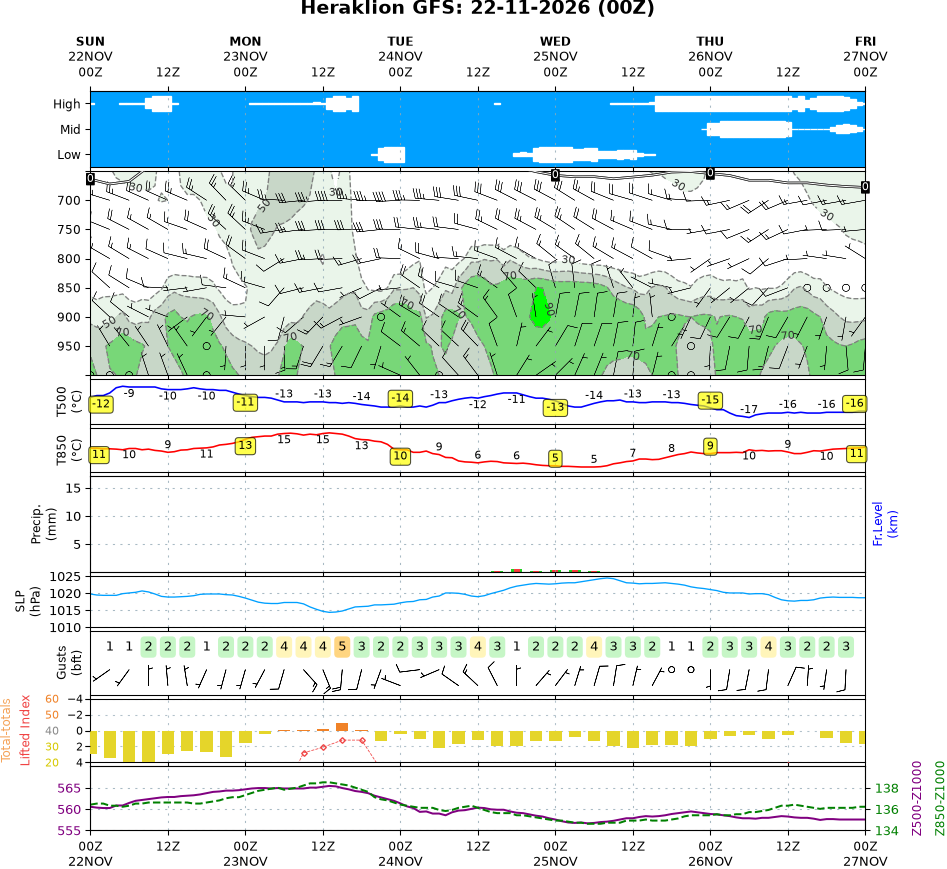 Heraklion GFS: 22-11-2026 (00Z)
SUN MON TUE WED THU FRI
22NOV 23NOV 24NOV 25NOV 26NOV 27NOV
00Z 12Z 00Z 12Z 00Z 12Z 00Z 12Z 00Z 12Z 00Z
High
Mid
Low
0 0 0 0
30 30 30 30
700
50 30 30
750
800
30
70
850
70 90
900
50 70 70 70 70
950
70
T500
(°C)
-12 -9 -10 -10 -11 -13 -13 -14 -14 -13 -12 -11 -13 -14 -13 -13 -15 -17 -16 -16 -16
T850
(°C)
11 10 9 11 13 15 15 13 10 9 6 6 5 5 7 8 9 10 9 10 11
Precip.
(mm)
15
10
5
Fr.Level
(km)
SLP
(hPa)
1025
1020
1015
1010
Gusts
(bft)
1 1 2 2 2 1 2 2 2 4 4 4 5 3 2 2 3 3 3 4 3 1 2 2 2 4 3 3 2 1 1 2 3 3 4 3 2 2 3
Total-totals
Lifted Index
60 −4
50 −2
40 0
30 2
20 4
565 138
560 136
555 134
Z500-Z1000
Z850-Z1000
00Z 12Z 00Z 12Z 00Z 12Z 00Z 12Z 00Z 12Z 00Z
22NOV 23NOV 24NOV 25NOV 26NOV 27NOV